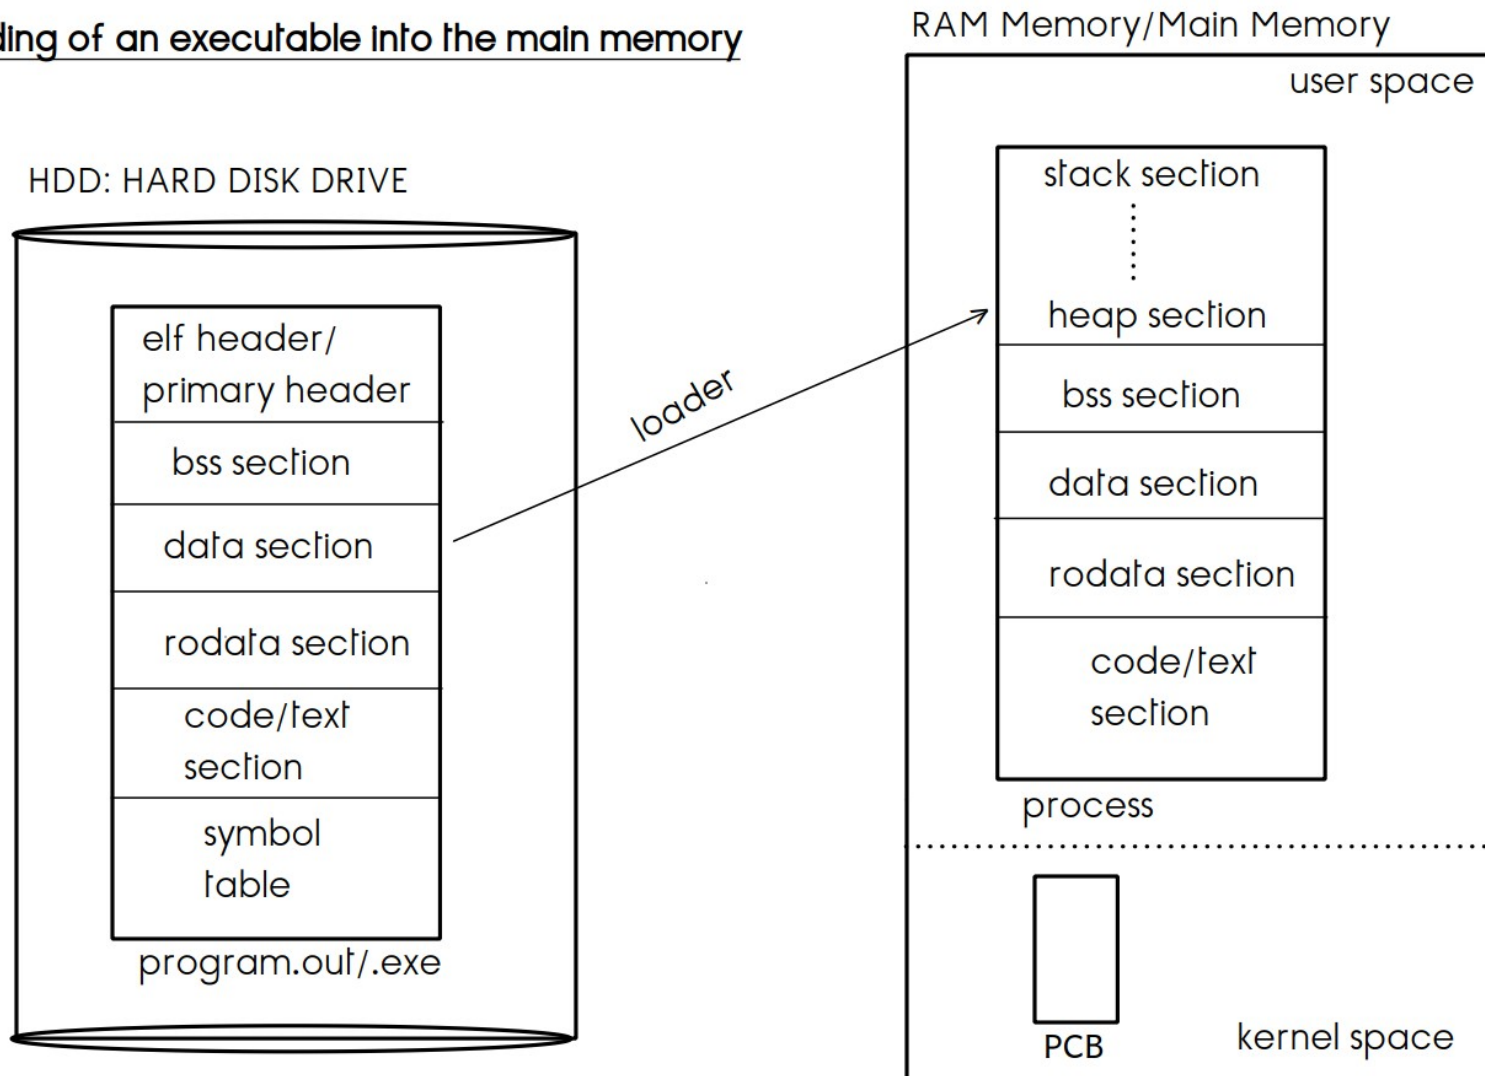 ding of an executable into the main memory
HDD: HARD DISK DRIVE
elf header/
primary header
bss section
data section
rodata section
code/text
section
symbol
table
program.out/.exe
loader
RAM Memory/Main Memory
user space
stack section
heap section
bss section
data section
rodata section
code/text
section
process
PCB
kernel space